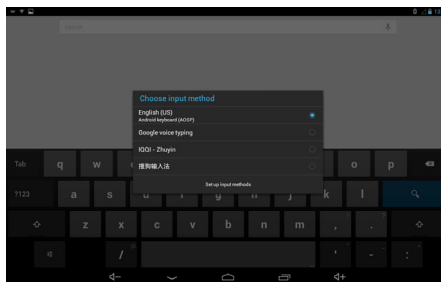 Search
Choose input method
English (US)
Android keyboard (AOSP)
Google voice typing
IQQI - Zhuyin
搜狗输入法
Set up input methods
Tab q w o p
?123 a s k l
z x c v b n m , .
/ ' - :